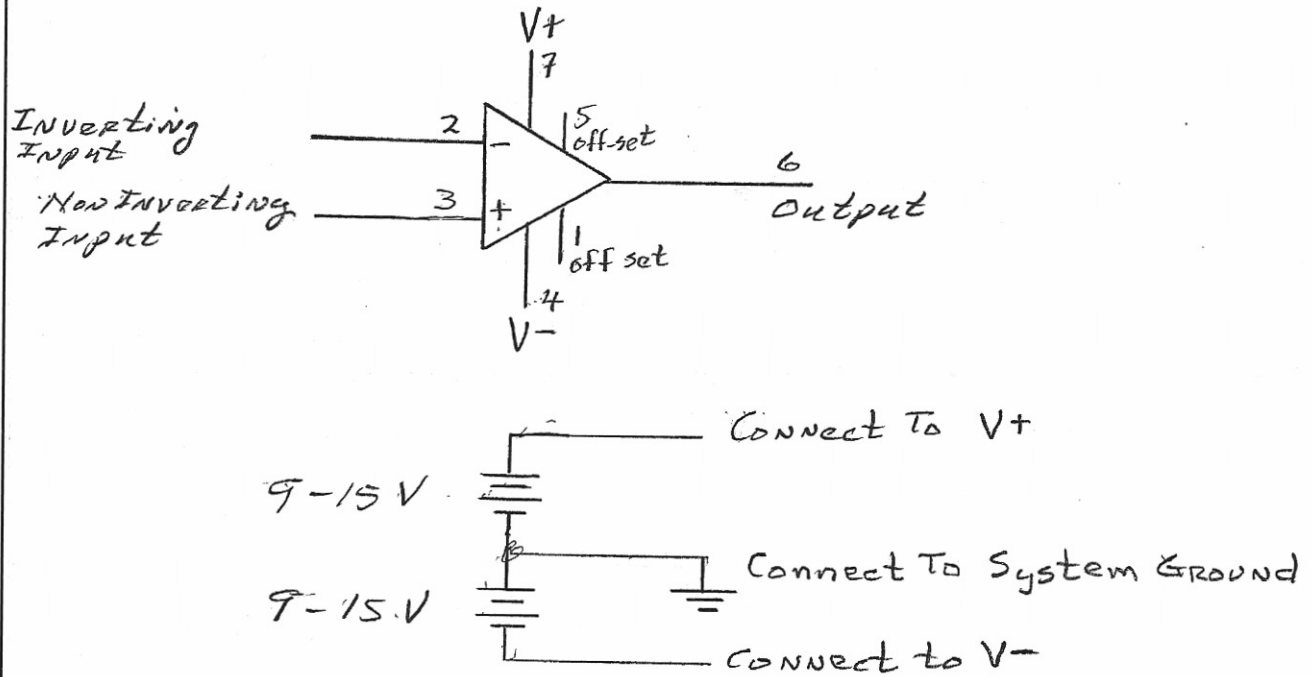 V+
7
Inverting
Input
2
-
5
off-set
6
Non Inverting
Input
3
+
Output
1
off set
4
V-
Connect To V+
9-15 V
Connect To System Ground
9-15 V
Connect to V-